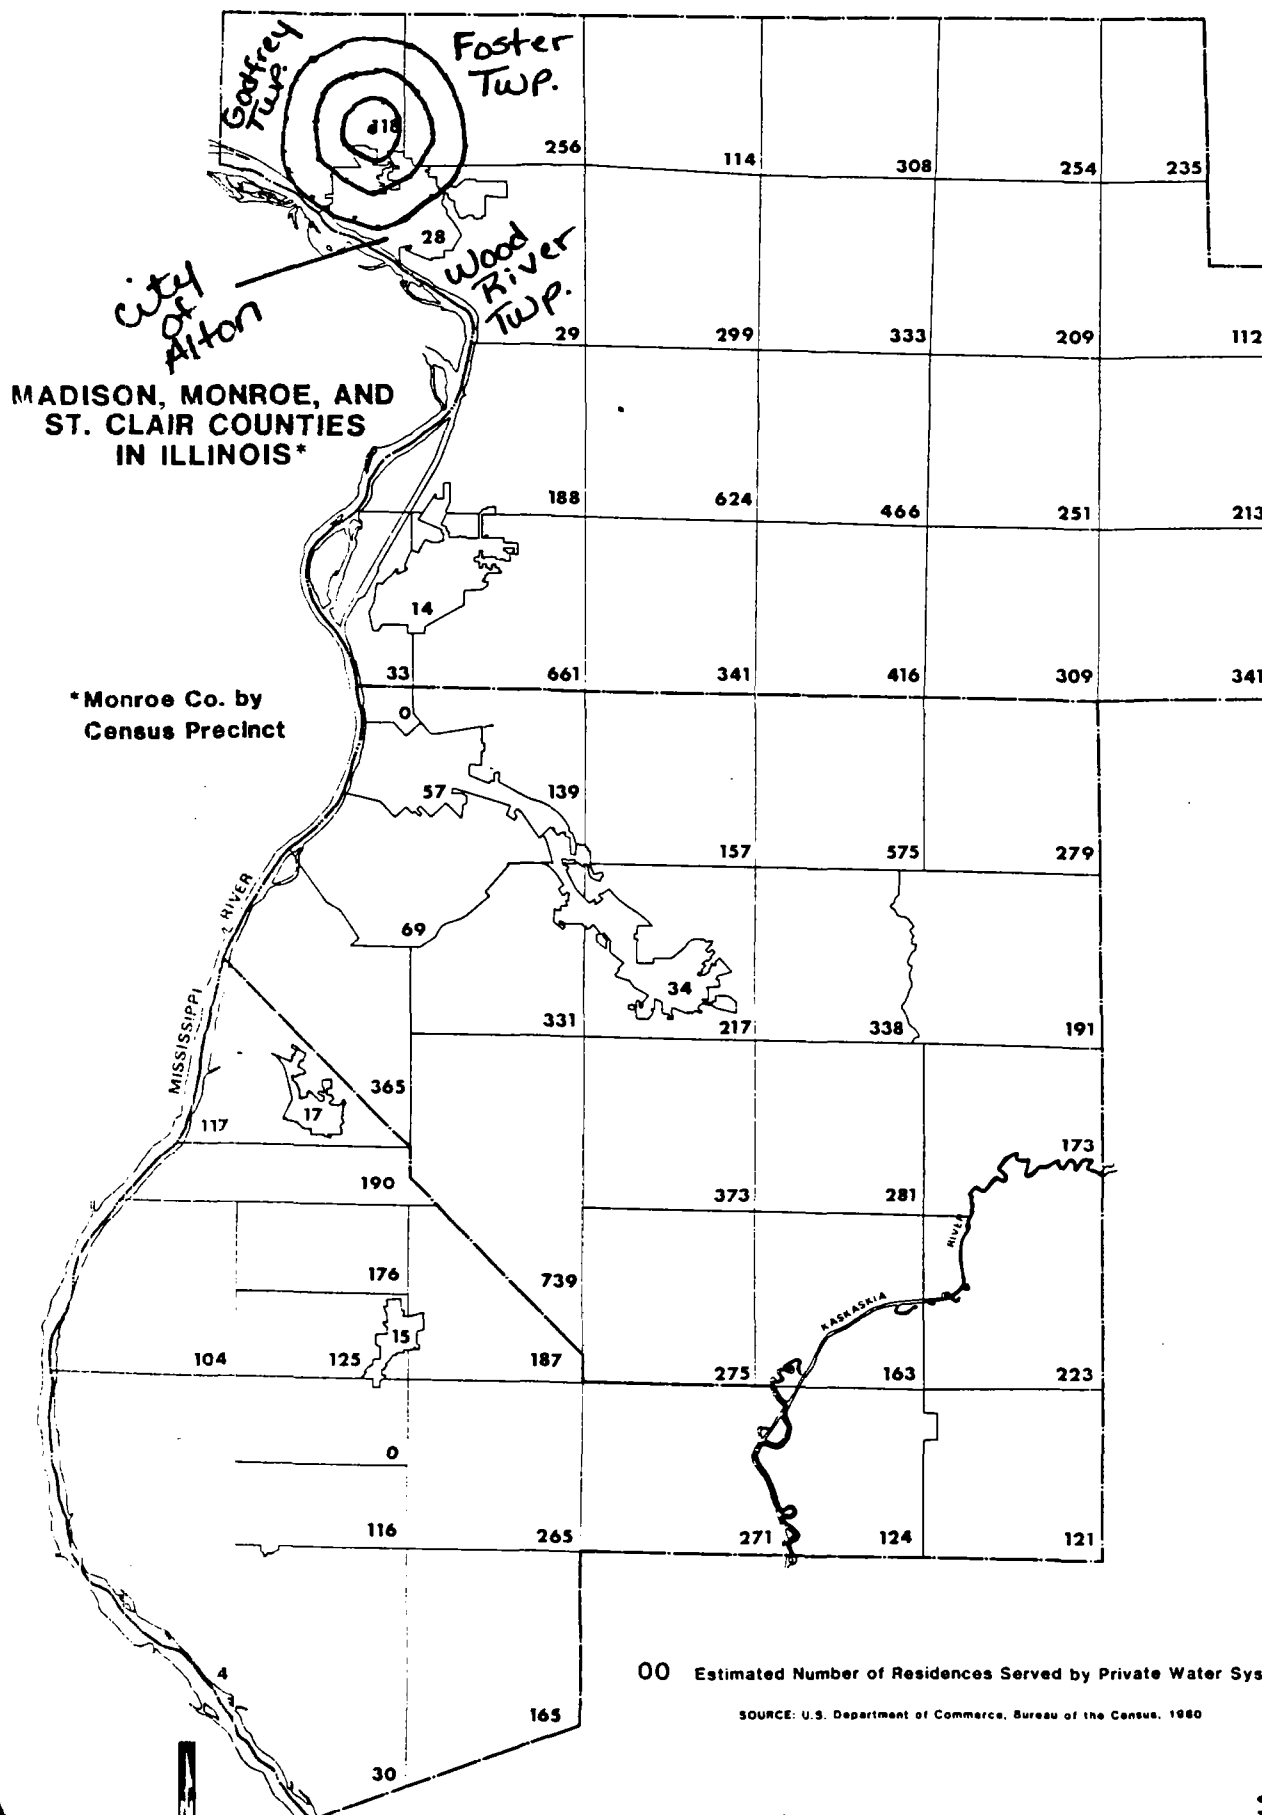 Godfrey
Twp.
Foster
Twp.
118
256
114
308
254
235
28
Wood
River
Twp.
City
of
Alton
29
299
333
209
112
MADISON, MONROE, AND
ST. CLAIR COUNTIES
IN ILLINOIS*
188
624
466
251
213
14
33
661
341
416
309
341
*Monroe Co. by
Census Precinct
0
57
139
157
575
279
RIVER
69
34
331
217
338
191
MISSISSIPPI
365
17
117
173
190
373
281
RIVER
176
739
KASKASKIA
15
104
125
187
275
163
223
0
116
265
271
124
121
4
165
30
00 Estimated Number of Residences Served by Private Water Sys
SOURCE: U.S. Department of Commerce, Bureau of the Census, 1980